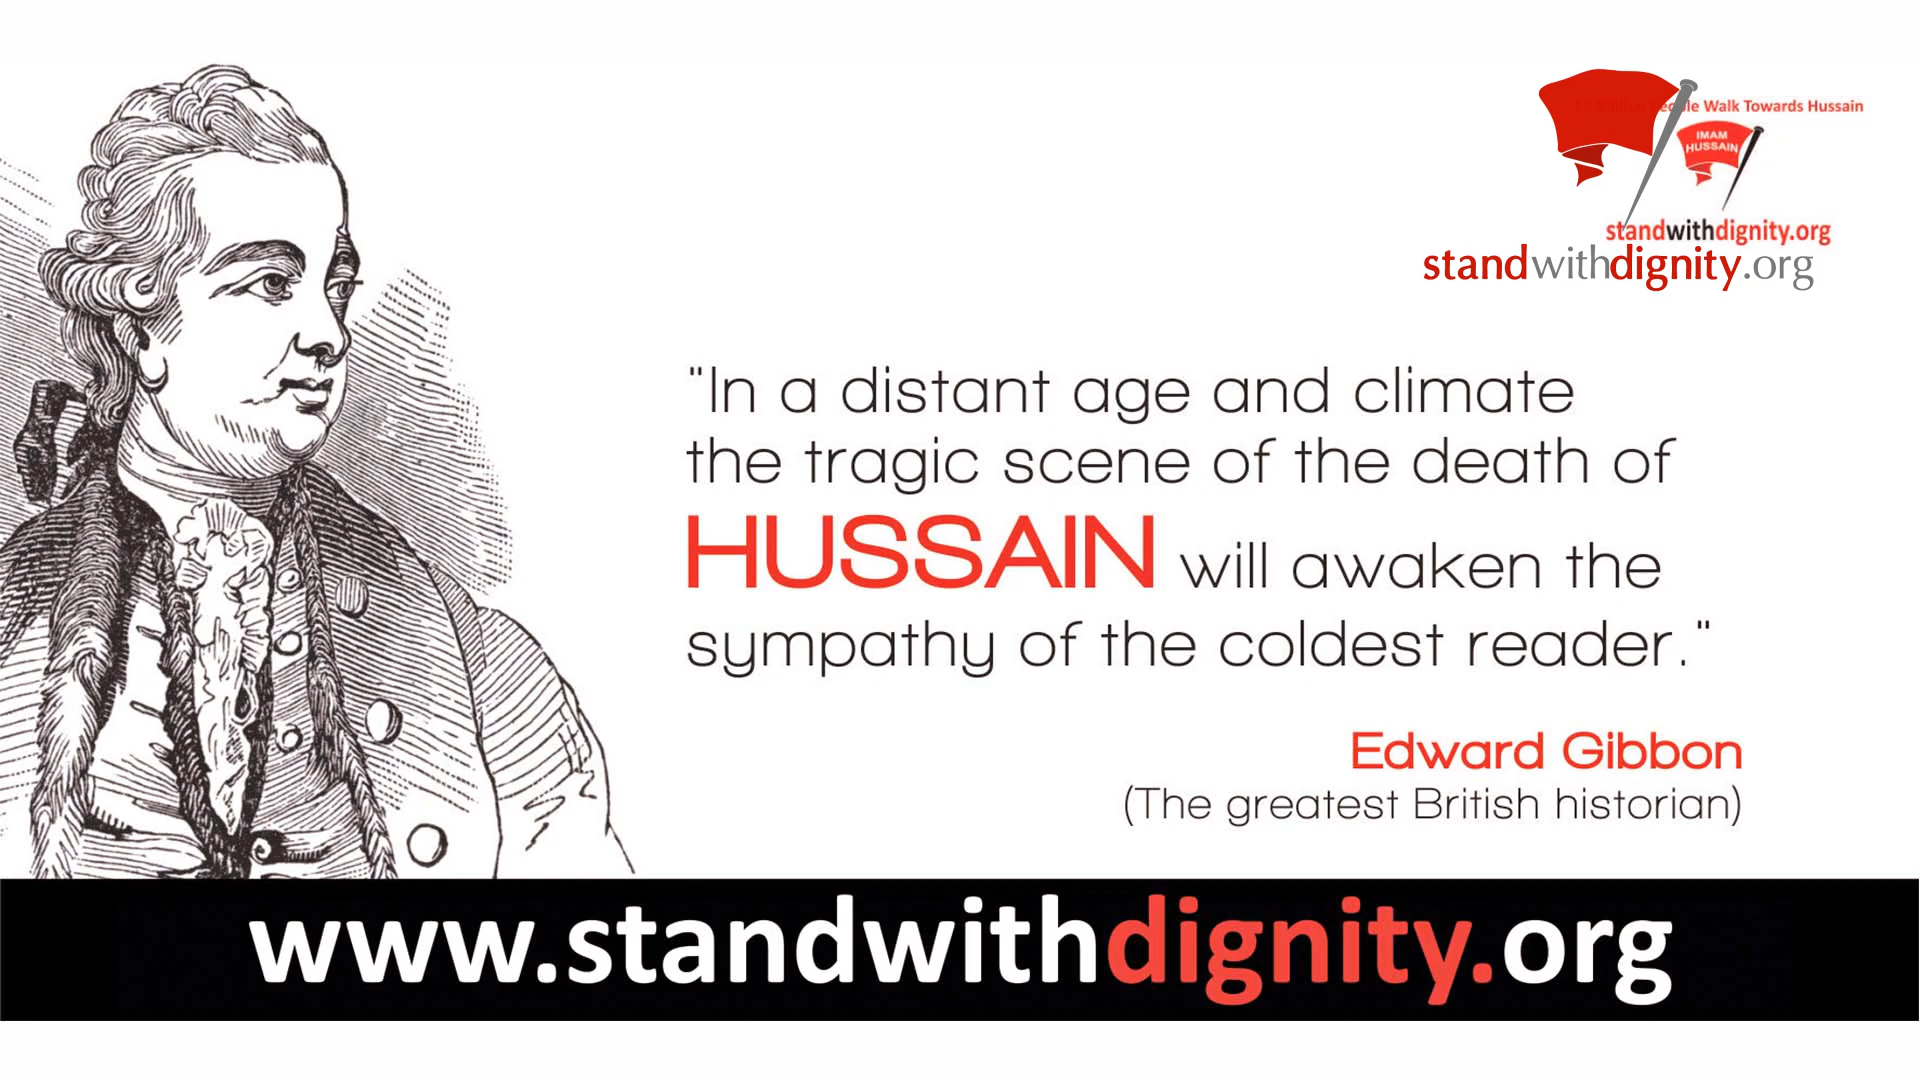 People Walk Towards Hussain
IMAM
HUSSAIN
standwithdignity.org
standwithdignity.org
"In a distant age and climate
the tragic scene of the death of
HUSSAIN will awaken the
sympathy of the coldest reader."
Edward Gibbon
(The greatest British historian)
www.standwithdignity.org